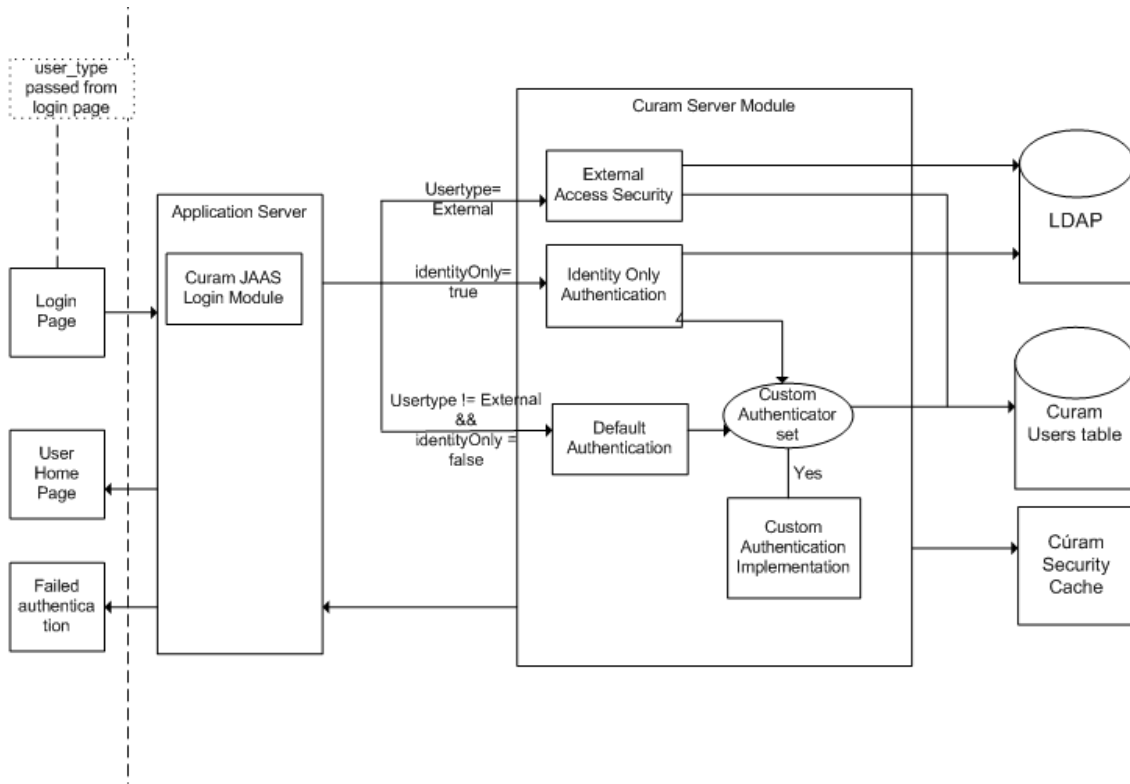 user_type
passed from
login page
Curam Server Module
External
Access Security
Usertype=
External
LDAP
Application Server
Curam JAAS
Login Module
identityOnly=
true
Identity Only
Authentication
Login
Page
Usertype != External
&&
identityOnly =
false
Default
Authentication
Custom
Authenticator
set
Curam
Users table
User
Home
Page
Yes
Custom
Authentication
Implementation
Cúram
Security
Cache
Failed
authentica
tion